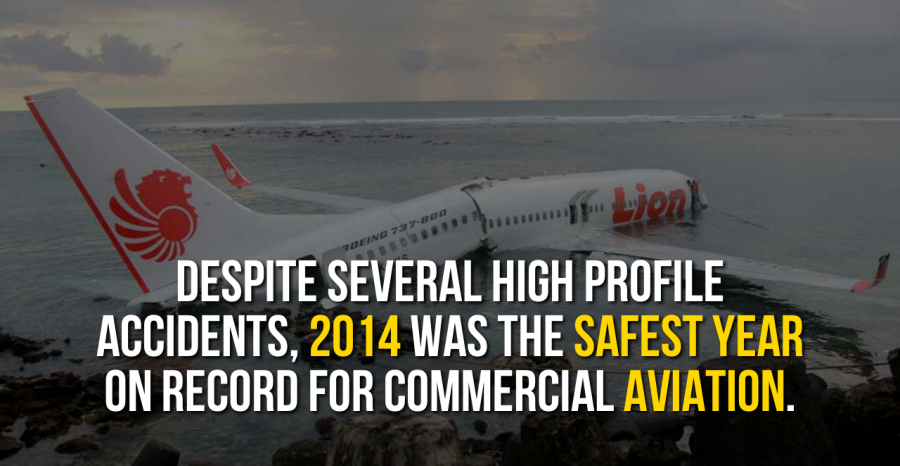 Lion
BOEING 737-800
DESPITE SEVERAL HIGH PROFILE
ACCIDENTS, 2014 WAS THE SAFEST YEAR
ON RECORD FOR COMMERCIAL AVIATION.